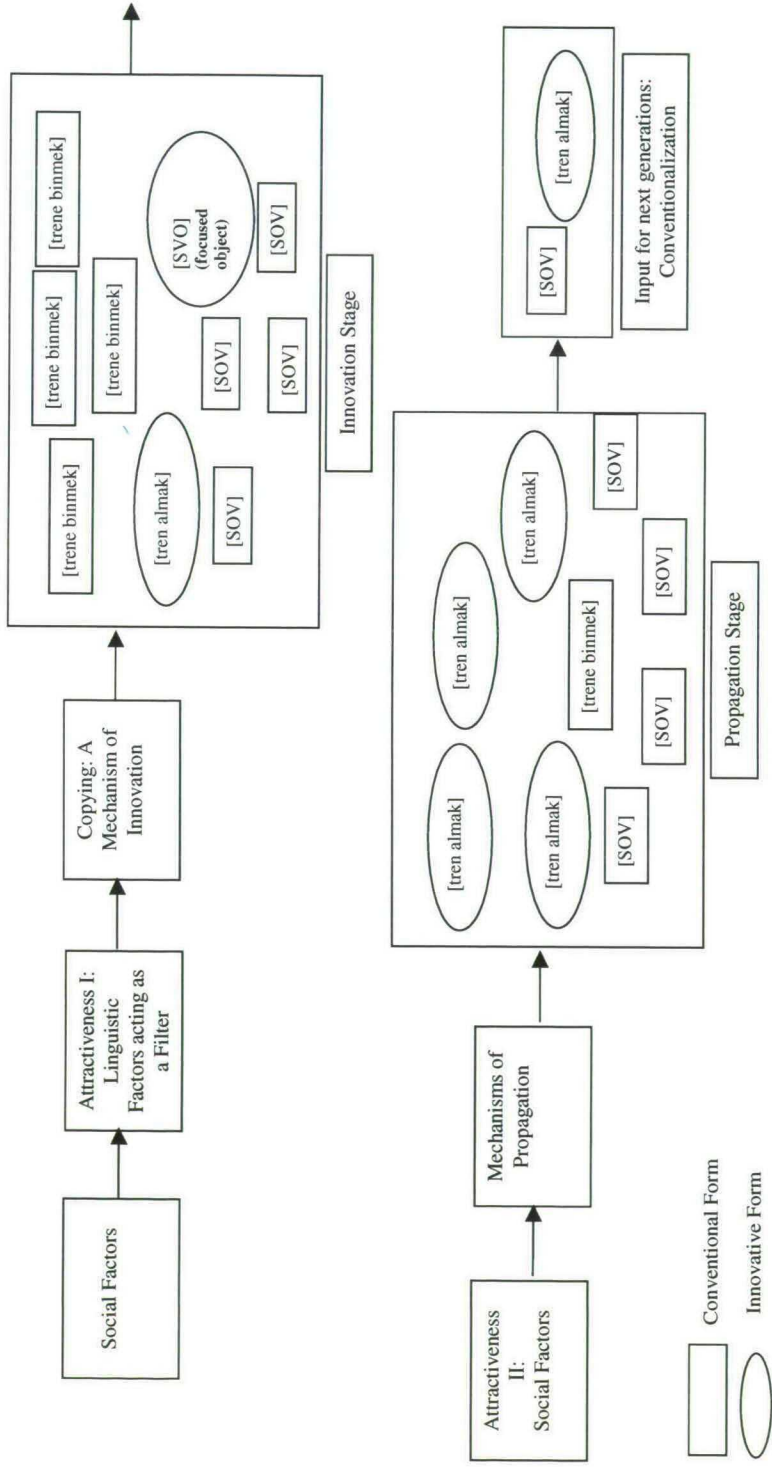 Social Factors
Attractiveness I:
Linguistic
Factors acting as
a Filter
Copying: A
Mechanism of
Innovation
[trene binmek]
[trene binmek]
[trene binmek]
[trene binmek]
[tren almak]
[SVO]
(focused
object)
[SOV]
[SOV]
[SOV]
[SOV]
Innovation Stage
Attractiveness
II:
Social Factors
Mechanisms of
Propagation
[tren almak]
[tren almak]
[tren almak]
[tren almak]
[trene binmek]
[SOV]
[SOV]
[SOV]
[SOV]
Propagation Stage
[SOV]
[tren almak]
Input for next generations:
Conventionalization
Conventional Form
Innovative Form